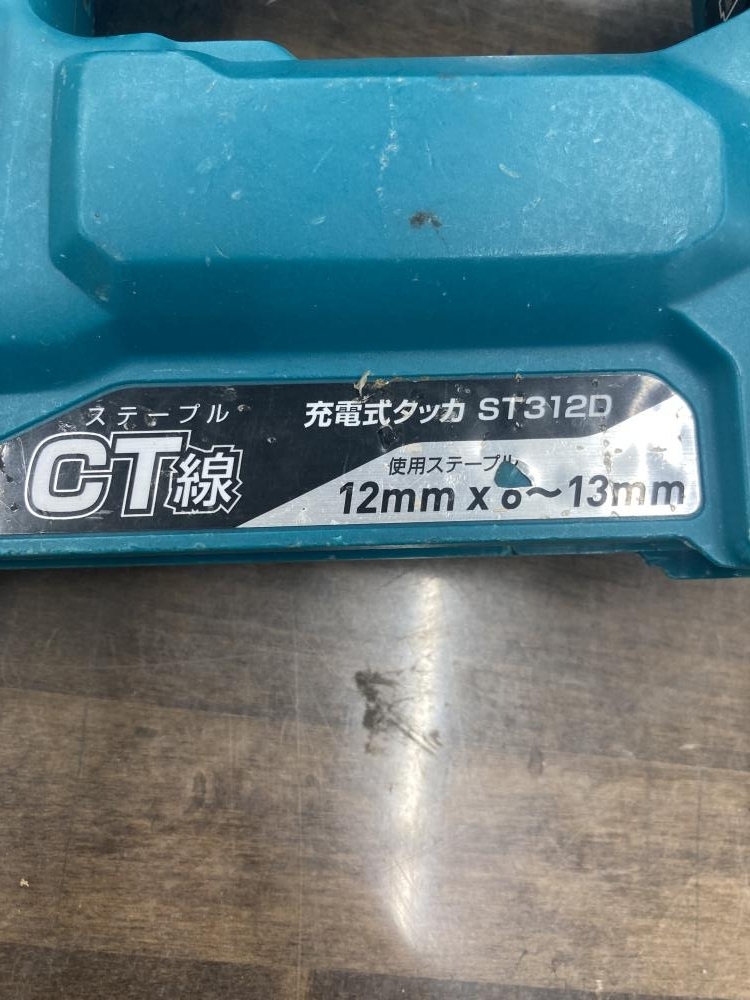 ステープル
CT線
充電式タッカ ST312D
使用ステープル
12mm x 〜13mm